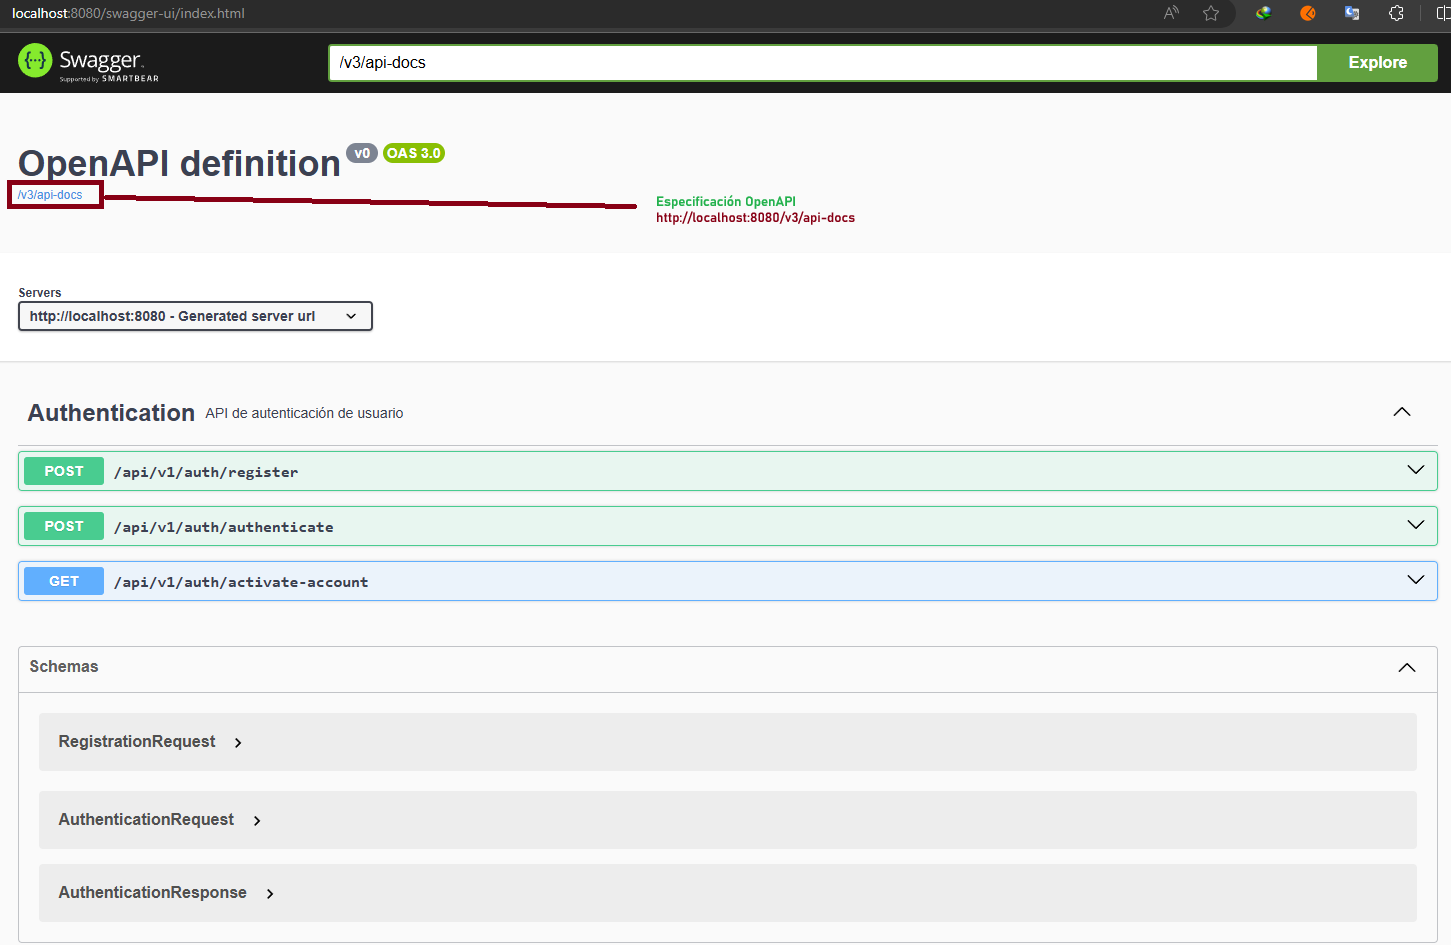 localhost:8080/swagger-ui/index.html
Swagger.
Supported by SMARTBEAR
/v3/api-docs
Explore
OpenAPI definition v0 OAS 3.0
/v3/api-docs
Especificación OpenAPI
http://localhost:8080/v3/api-docs
Servers
http://localhost:8080 - Generated server url
Authentication API de autenticación de usuario
POST /api/v1/auth/register
POST /api/v1/auth/authenticate
GET /api/v1/auth/activate-account
Schemas
RegistrationRequest
AuthenticationRequest
AuthenticationResponse